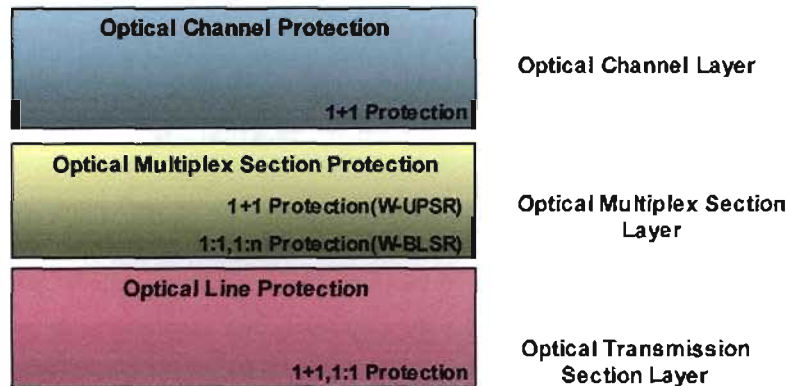 Optical Channel Protection
Optical Channel Layer
1+1 Protection
Optical Multiplex Section Protection
1+1 Protection(W-UPSR)
1:1,1:n Protection(W-BLSR)
Optical Multiplex Section
Layer
Optical Line Protection
1+1,1:1 Protection
Optical Transmission
Section Layer